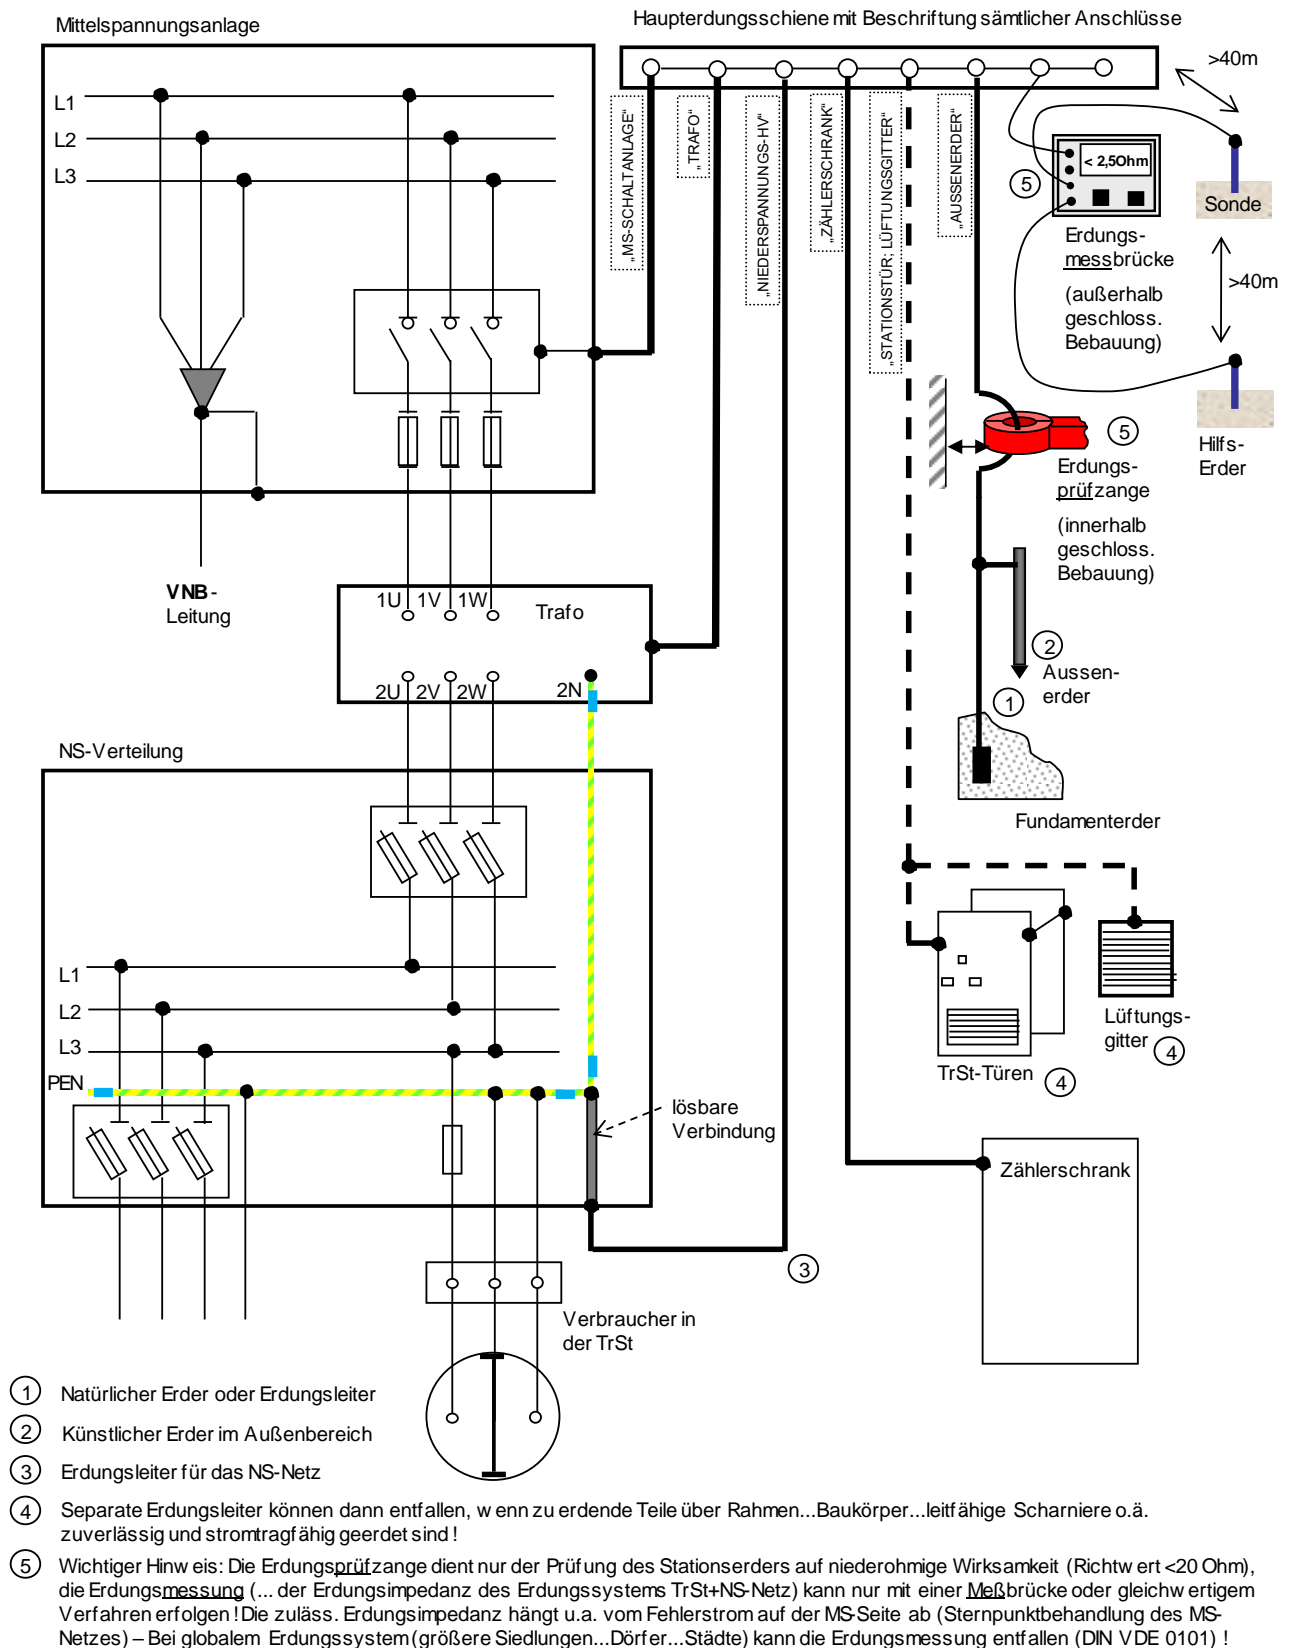 Mittelspannungsanlage
Haupterdungsschiene mit Beschriftung sämtlicher Anschlüsse
L1
L2
L3
„MS-SCHALTANLAGE“
„TRAFO“
„NIEDERSPANNUNGS-HV“
„ZÄHLERSCHRANK“
„STATIONSTÜR; LÜFTUNGSGITTER“
„AUSSENERDER“
>40m
< 2,5Ohm
5
Sonde
Erdungs-
messbrücke
(außerhalb
geschloss.
Bebauung)
>40m
Hilfs-
Erder
5
Erdungs-
prüfzange
(innerhalb
geschloss.
Bebauung)
VNB-
Leitung
1U 1V 1W
Trafo
2U 2V 2W 2N
2
Aussen-
erder
1
Fundamenterder
NS-Verteilung
L1
L2
L3
PEN
lösbare
Verbindung
Lüftungs-
gitter 4
TrSt-Türen 4
Zählerschrank
3
Verbraucher in
der TrSt
1 Natürlicher Erder oder Erdungsleiter
2 Künstlicher Erder im Außenbereich
3 Erdungsleiter für das NS-Netz
4 Separate Erdungsleiter können dann entfallen, wenn zu erdende Teile über Rahmen...Baukörper...leitfähige Scharniere o.ä.
zuverlässig und stromtragfähig geerdet sind !
5 Wichtiger Hinweis: Die Erdungsprüfzange dient nur der Prüfung des Stationserders auf niederohmige Wirksamkeit (Richtwert <20 Ohm),
die Erdungsmessung (... der Erdungsimpedanz des Erdungssystems TrSt+NS-Netz) kann nur mit einer Meßbrücke oder gleichwertigem
Verfahren erfolgen ! Die zuläss. Erdungsimpedanz hängt u.a. vom Fehlerstrom auf der MS-Seite ab (Sternpunktbehandlung des MS-
Netzes) – Bei globalem Erdungssystem (größere Siedlungen...Dörfer...Städte) kann die Erdungsmessung entfallen (DIN VDE 0101) !